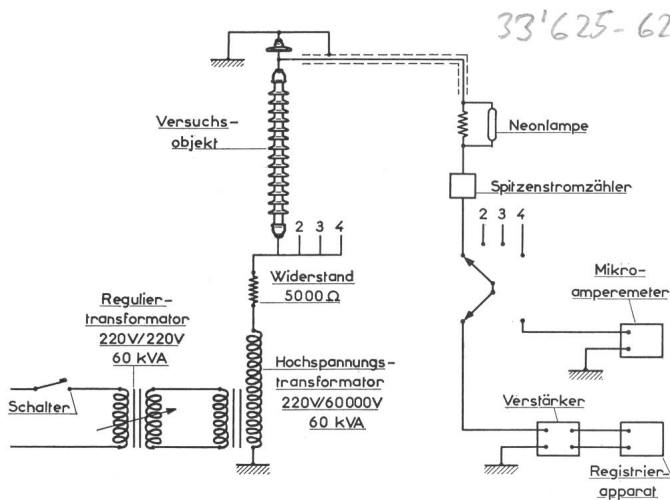 33'625-62
Versuchs-
objekt
Neonlampe
Spitzenstromzähler
2 3 4
2 3 4
Widerstand
5000 Ω
Mikro-
amperemeter
Regulier-
transformator
220V/220V
60 kVA
Hochspannungs-
transformator
220V/60000V
60 kVA
Schalter
Verstärker
Registrier-
apparat